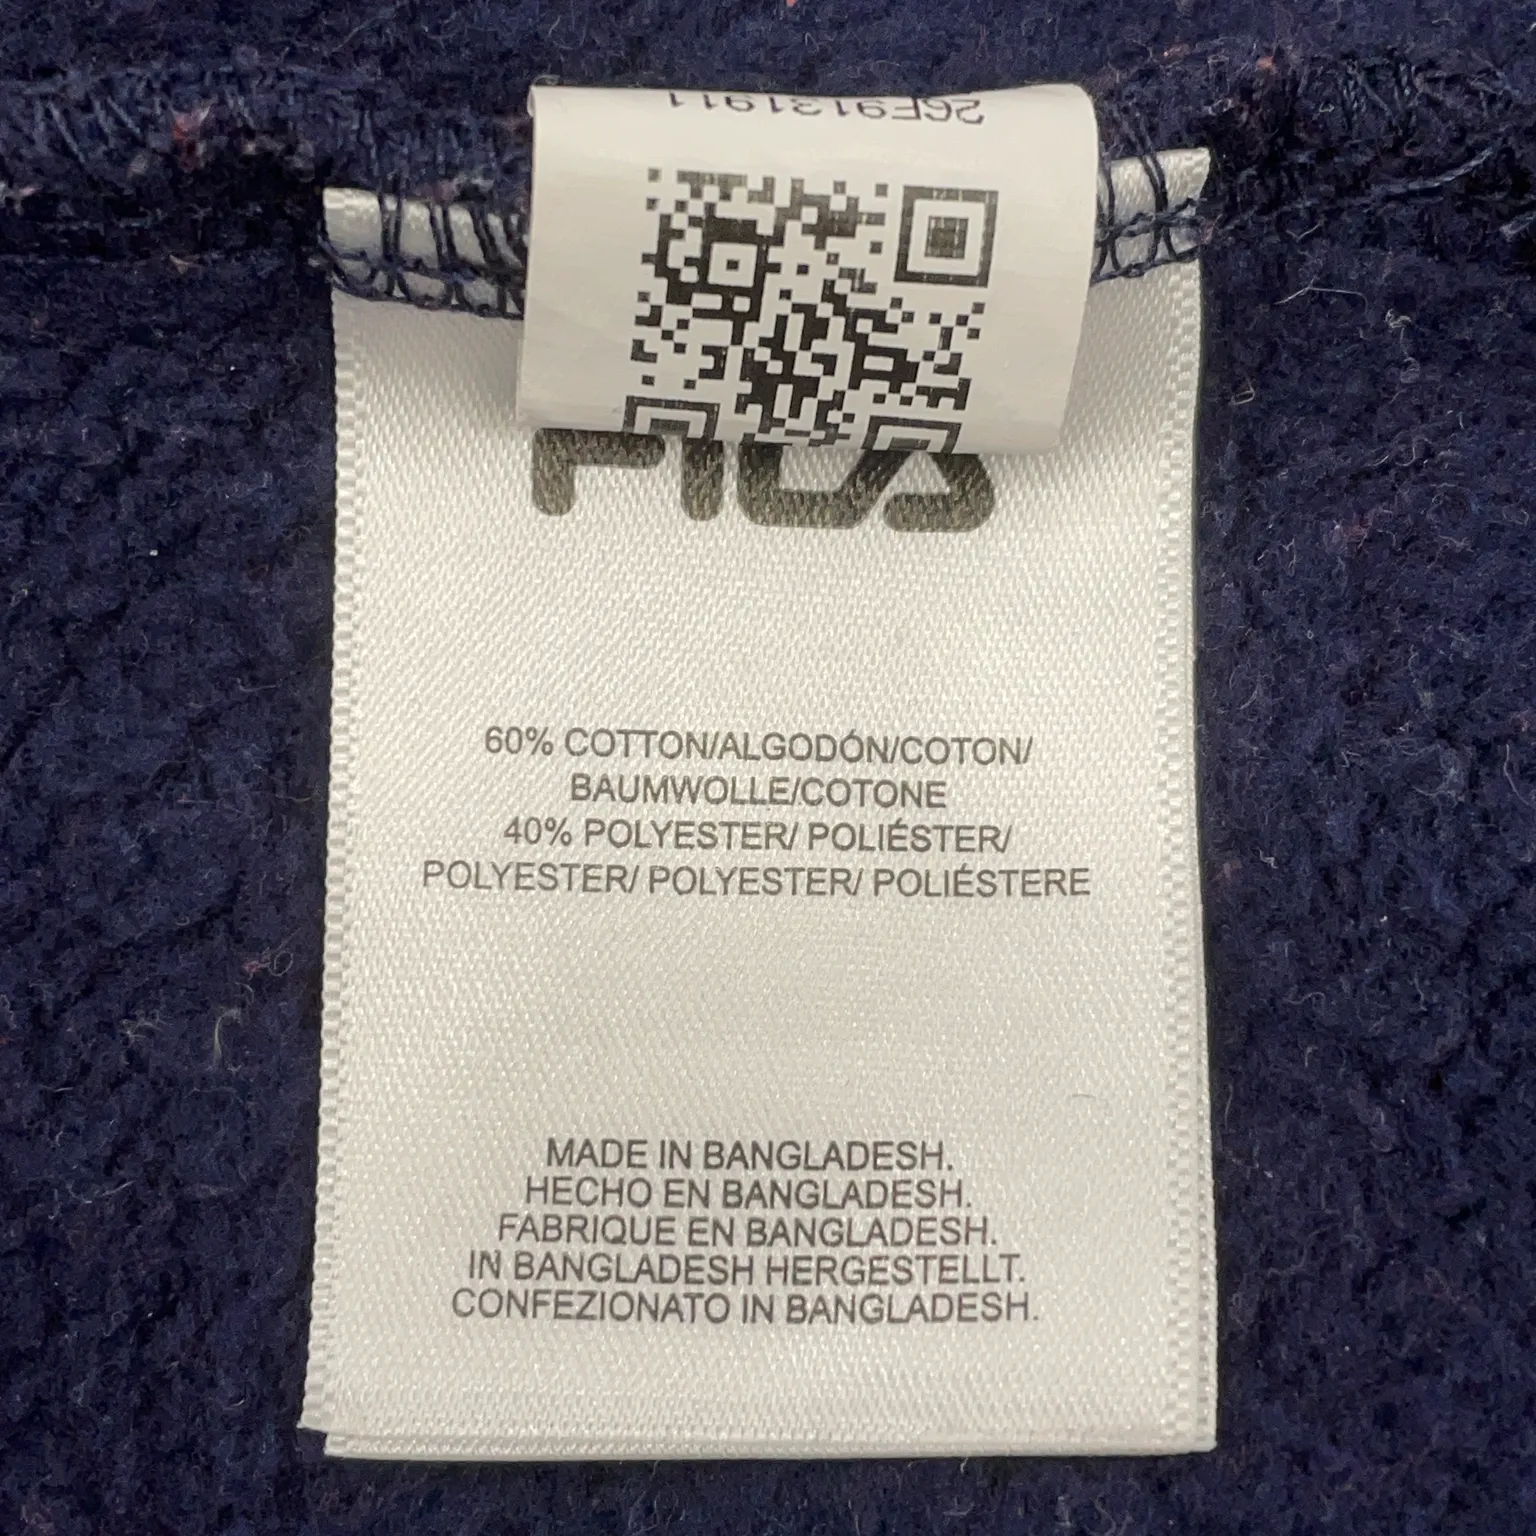 26F9131911
FILA
60% COTTON/ALGODÓN/COTON/
BAUMWOLLE/COTONE
40% POLYESTER/ POLIÉSTER/
POLYESTER/ POLYESTER/ POLIÉSTERE
MADE IN BANGLADESH.
HECHO EN BANGLADESH.
FABRIQUE EN BANGLADESH.
IN BANGLADESH HERGESTELLT.
CONFEZIONATO IN BANGLADESH.